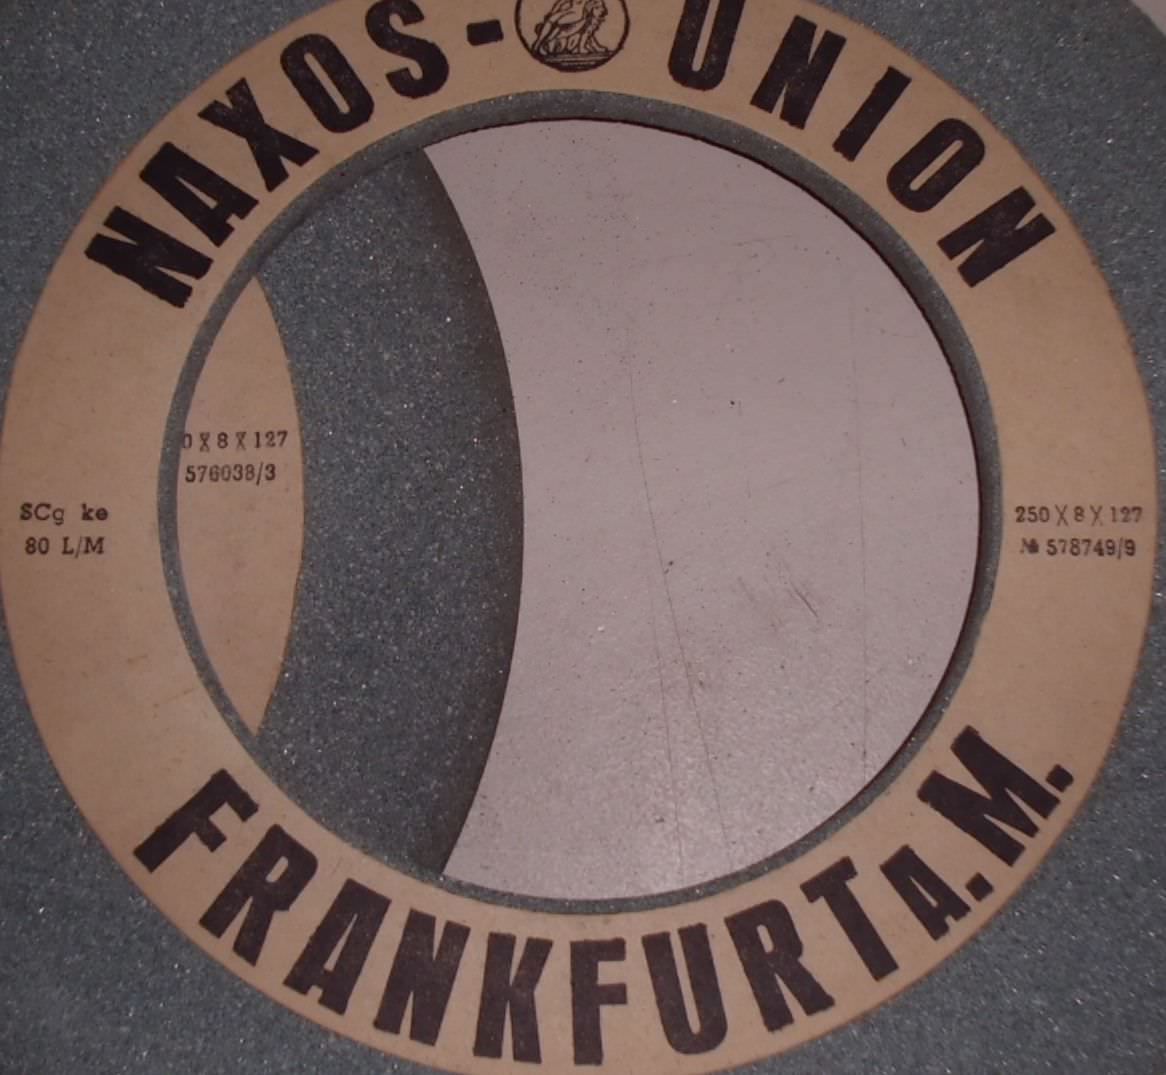 NAXOS-UNION
0 X 8 X 127
576038/3
SCg ke
80 L/M
250 X 8 X 127
№ 578749/9
FRANKFURT A.M.